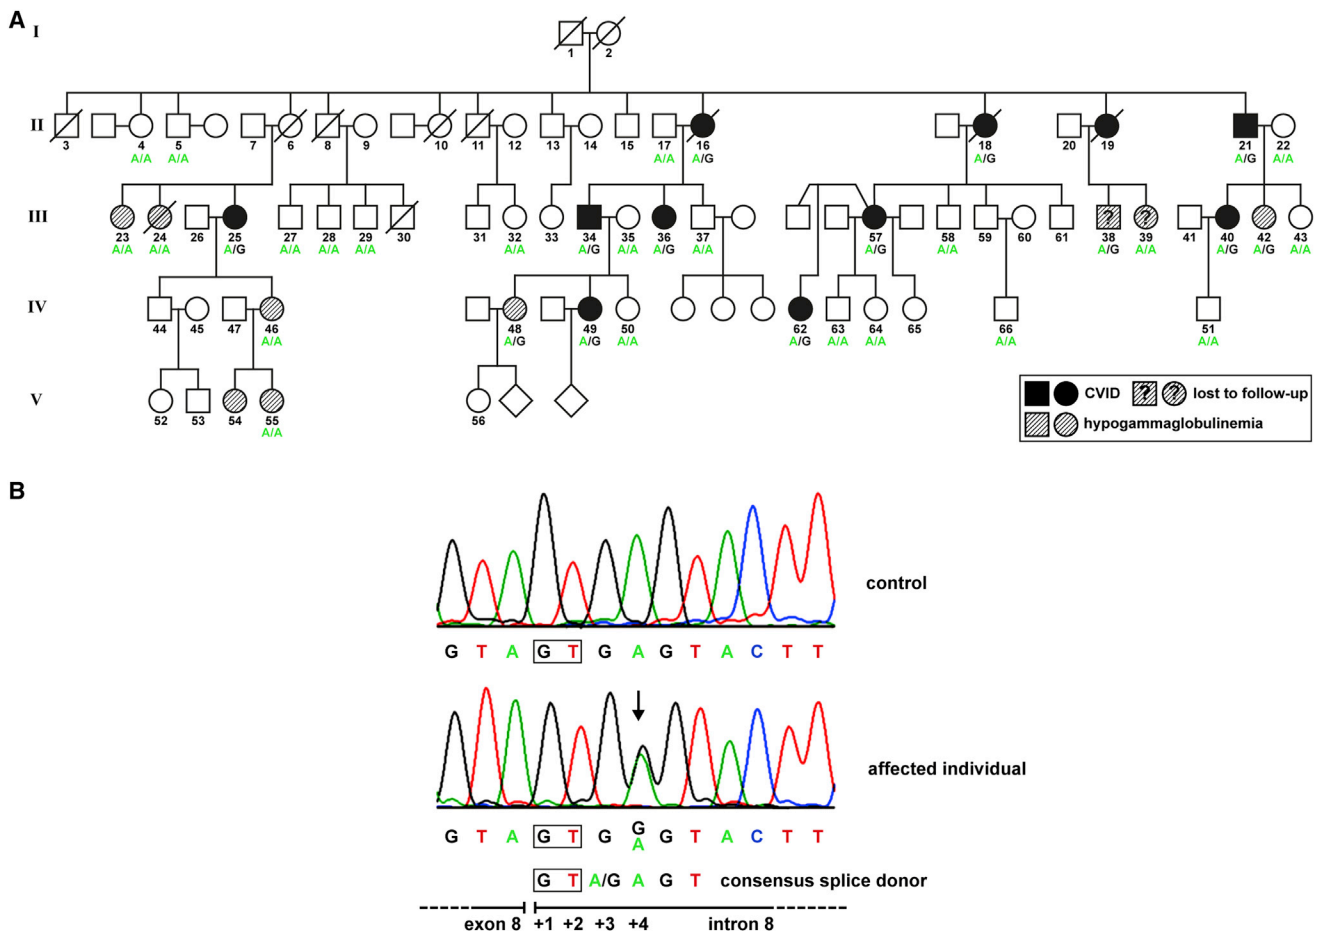 A
I
1 2
II
3 4 5 7 6 8 9 10 11 12 13 14 15 17 16 18 20 19 21 22
A/A A/A A/A A/G A/G A/G A/A
III
23 24 26 25 27 28 29 30 31 32 33 34 35 36 37 57 58 59 60 61 ? ? 38 39 41 40 42 43
A/A A/A A/G A/A A/A A/A A/A A/G A/A A/G A/A A/G A/A A/G A/A A/G A/G A/A
IV
44 45 47 46 48 49 50 62 63 64 65 66 51
A/A A/G A/G A/A A/G A/A A/A A/A A/A
V
52 53 54 55 56
A/A
CVID ? ? lost to follow-up
hypogammaglobulinemia
B
control
G T A G T G A G T A C T T
affected individual
G T A G T G G A G T A C T T
G T A/G A G T consensus splice donor
exon 8 +1 +2 +3 +4 intron 8